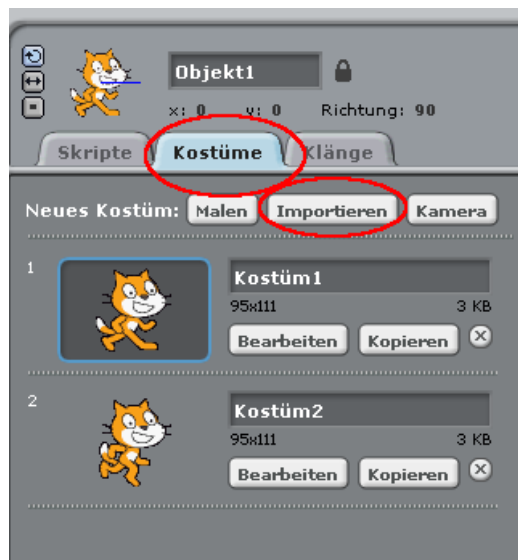 Objekt1
x: 0 y: 0 Richtung: 90
Skripte Kostüme Klänge
Neues Kostüm: Malen Importieren Kamera
1
Kostüm1
95x111 3 KB
Bearbeiten Kopieren
2
Kostüm2
95x111 3 KB
Bearbeiten Kopieren